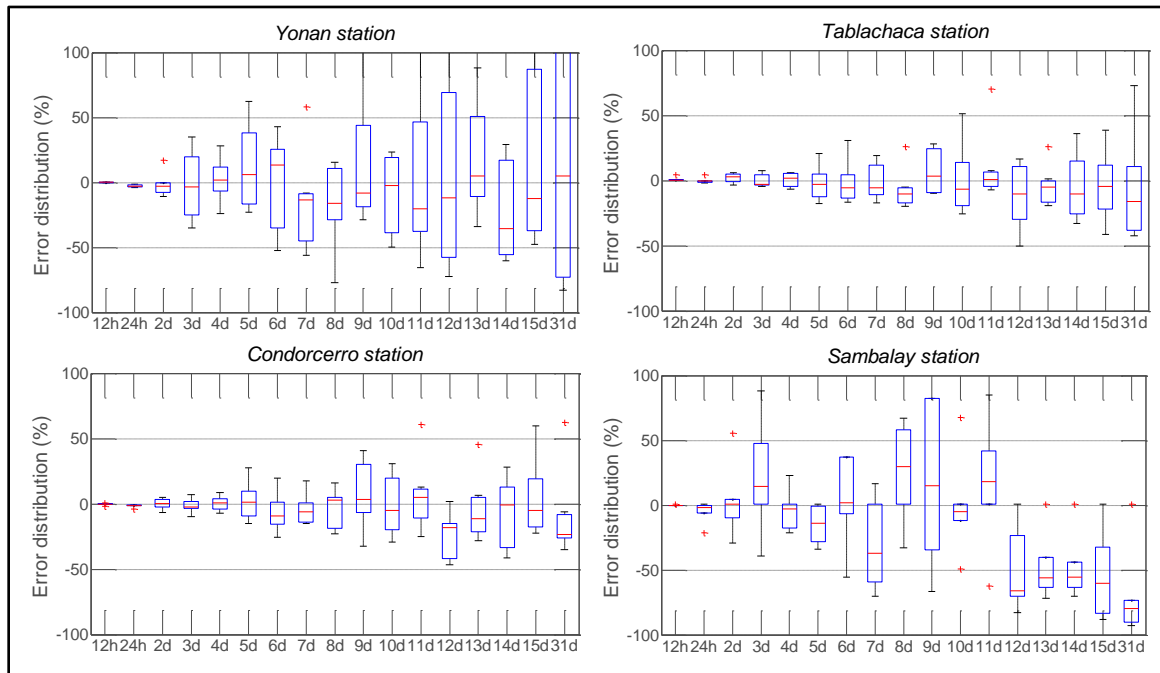 Yonan station
Error distribution (%)
100
50
0
-50
-100
12h 24h 2d 3d 4d 5d 6d 7d 8d 9d 10d 11d 12d 13d 14d 15d 31d
Tablachaca station
Error distribution (%)
100
50
0
-50
-100
12h 24h 2d 3d 4d 5d 6d 7d 8d 9d 10d 11d 12d 13d 14d 15d 31d
Condorcerro station
Error distribution (%)
100
50
0
-50
-100
12h 24h 2d 3d 4d 5d 6d 7d 8d 9d 10d 11d 12d 13d 14d 15d 31d
Sambalay station
Error distribution (%)
100
50
0
-50
-100
12h 24h 2d 3d 4d 5d 6d 7d 8d 9d 10d 11d 12d 13d 14d 15d 31d